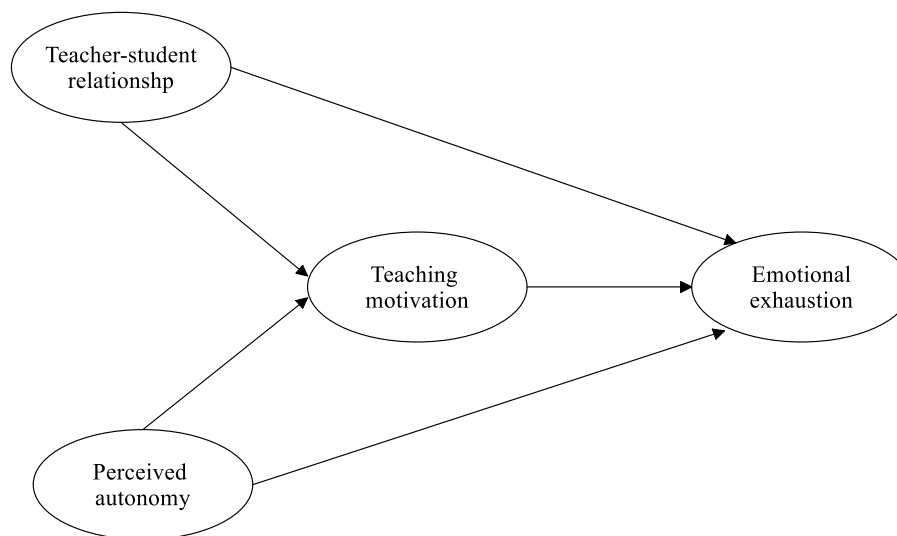 Teacher-student
relationshp
Teaching
motivation
Emotional
exhaustion
Perceived
autonomy